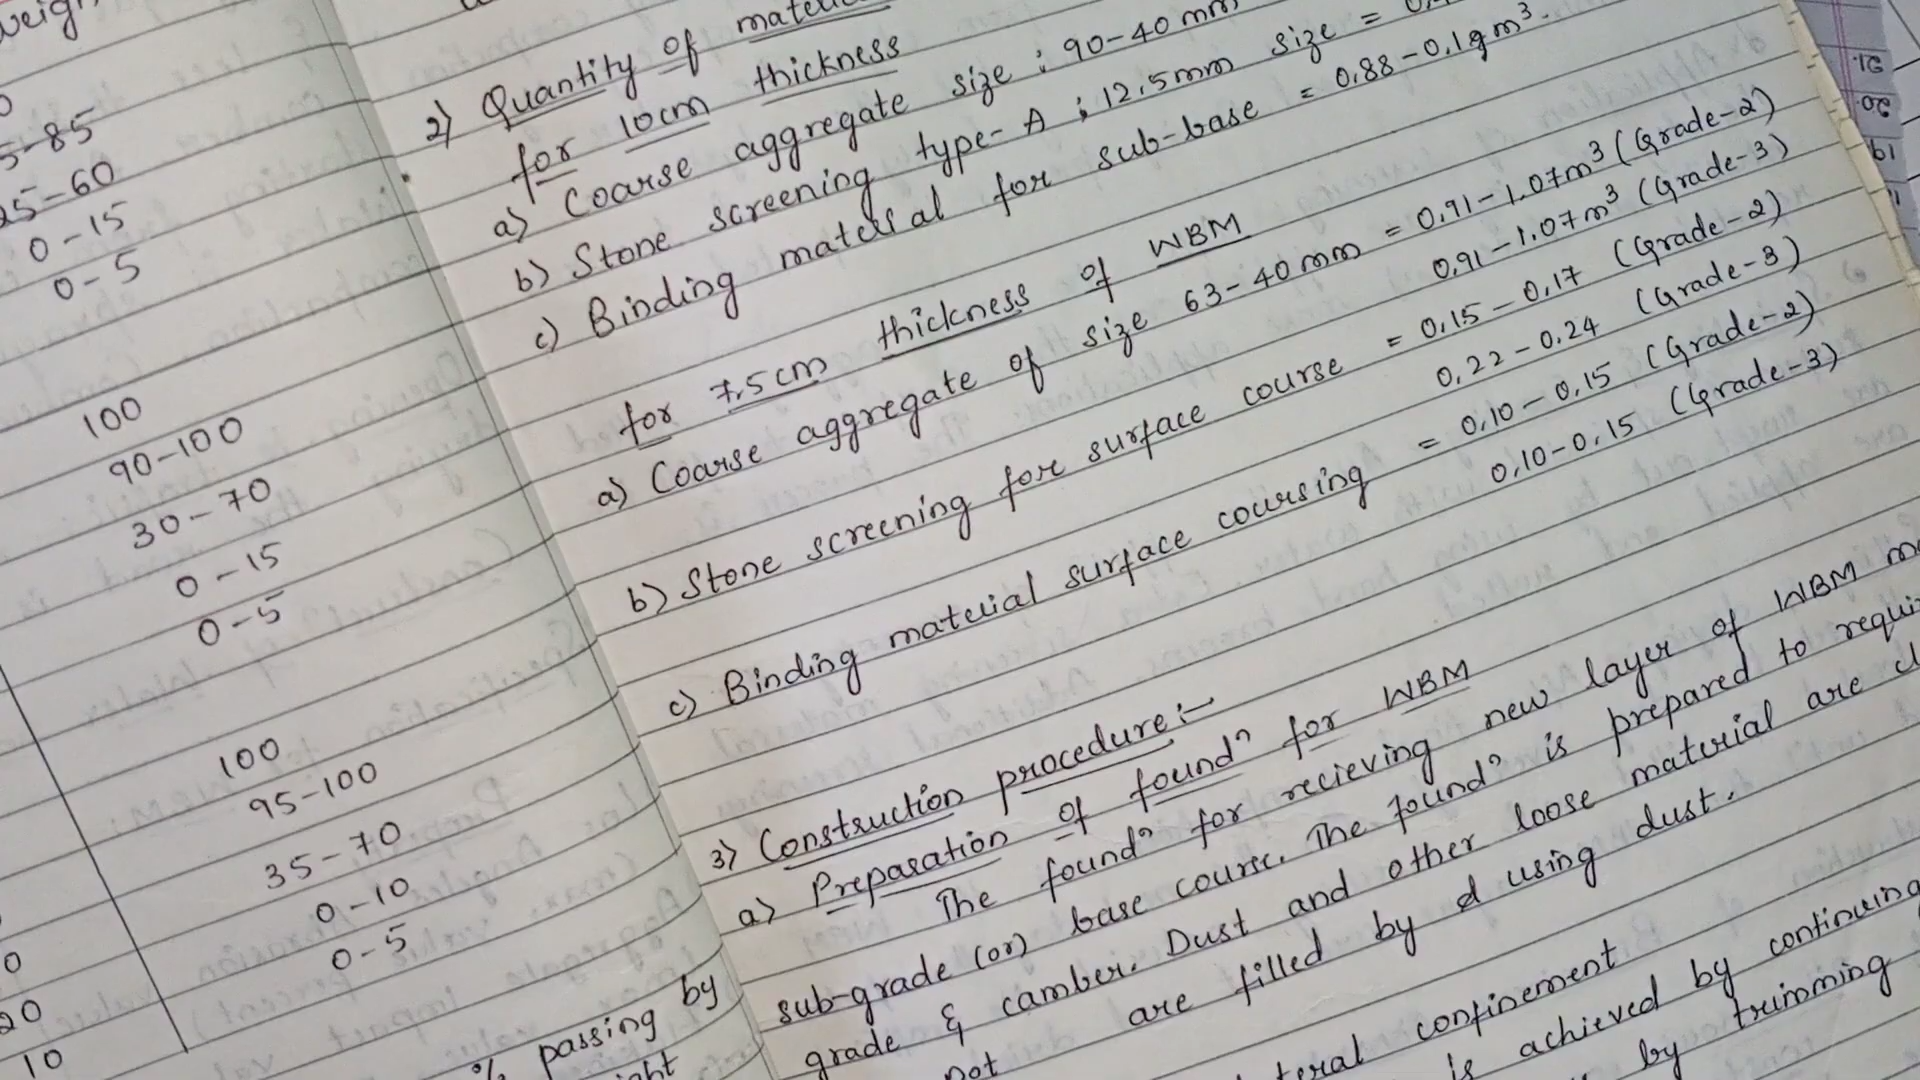 5-85
25-60
0-15
0-5
100
90-100
30-70
0-15
0-5
100
95-100
35-70
0-10
0-5
10
% passing by
2) Quantity of
for 10cm thickness
a) Coarse aggregate size : 90-40 mm
b) Stone screening type-A : 12.5mm size =
c) Binding material for sub-base = 0.88-0.1gm³.
for 7.5cm thickness of WBM
a) Coarse aggregate of size 63-40mm = 0.91-1.07m³ (Grade-2)
0.91-1.07m³ (Grade-3)
b) Stone screening for surface course = 0.15-0.17 (Grade-2)
0.22-0.24 (Grade-3)
c) Binding material surface coursing = 0.10-0.15 (Grade-2)
0.10-0.15 (Grade-3)
3) Construction procedure :-
a) Preparation of foundⁿ for WBM
The foundⁿ for recieving new layer of WBM
sub-grade (or) base course. The foundⁿ is prepared to
grade & camber. Dust and other loose material are
not are filled by d using dust.
confinement
is achieved by continuing
by trimming